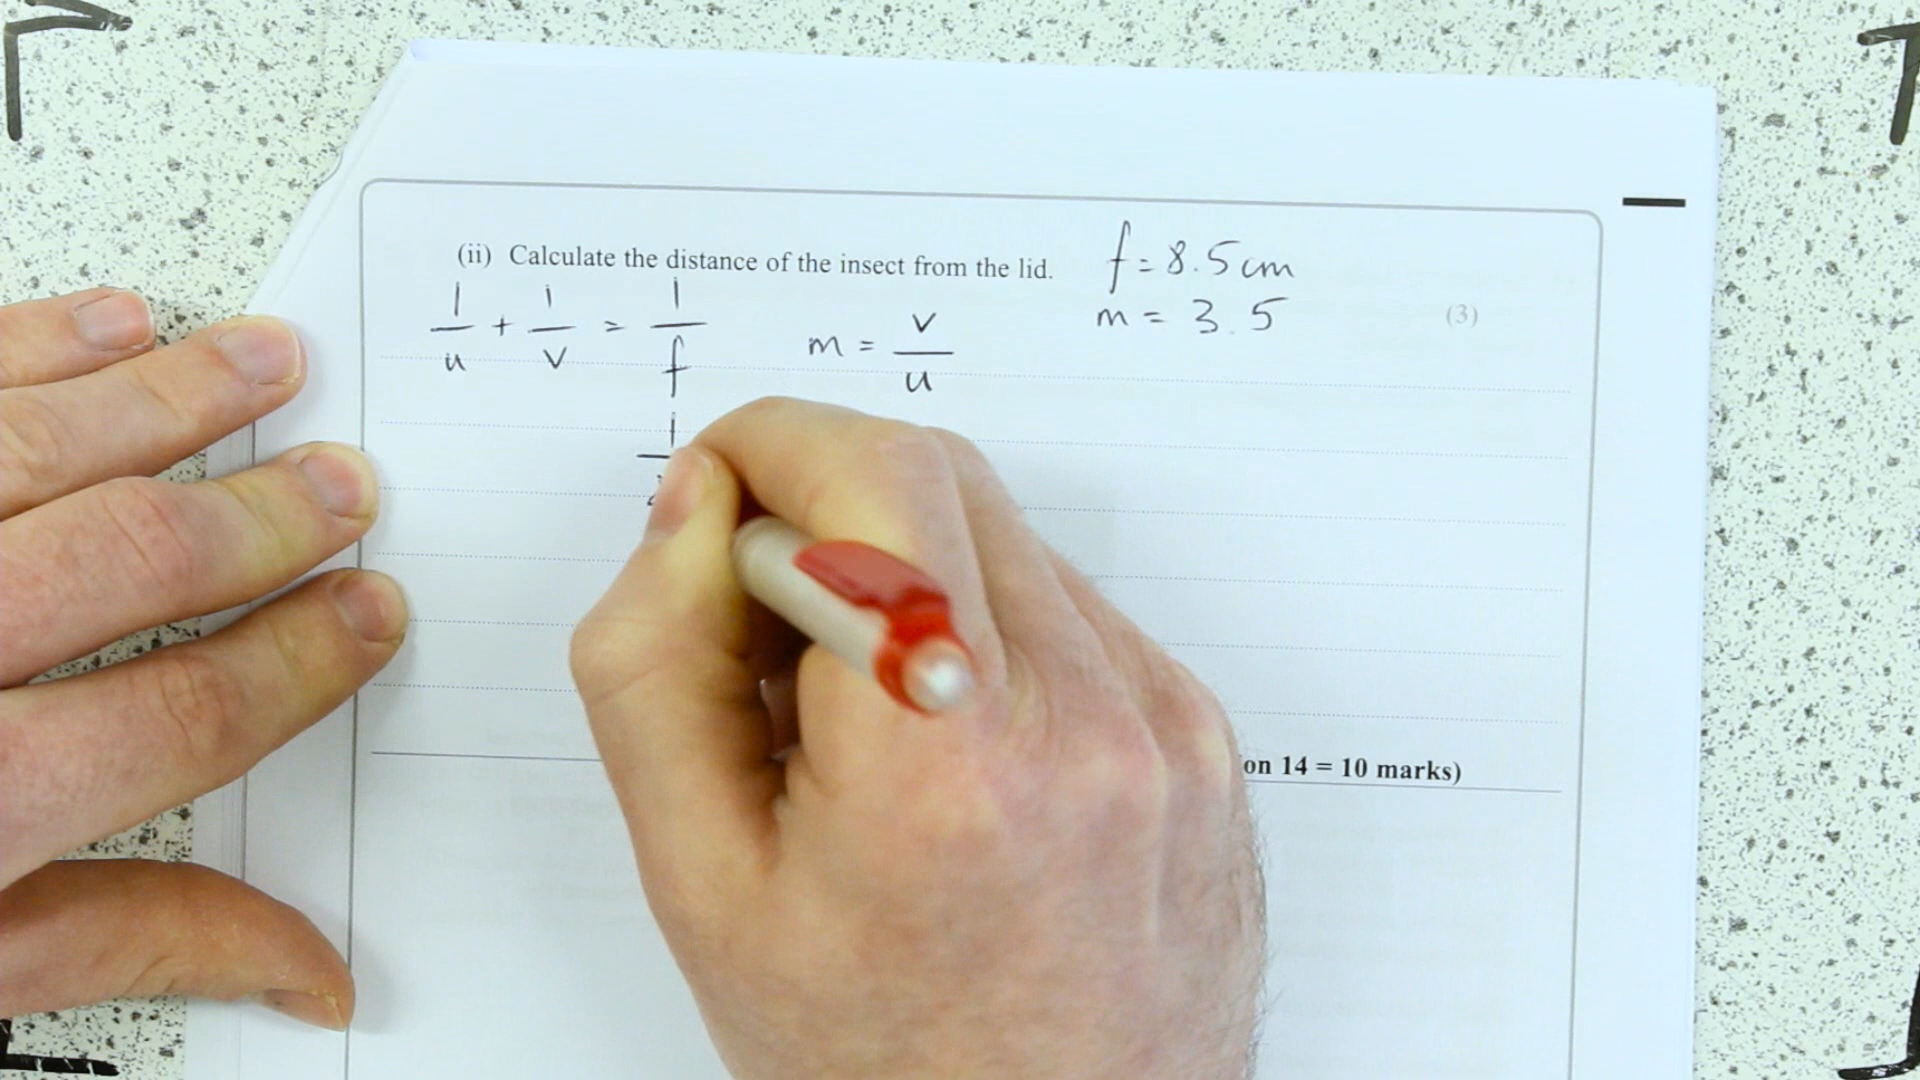 (ii) Calculate the distance of the insect from the lid.
f = 8.5 cm
1/u + 1/v = 1/f
m = v/u
m = 3.5
(3)
1
on 14 = 10 marks)